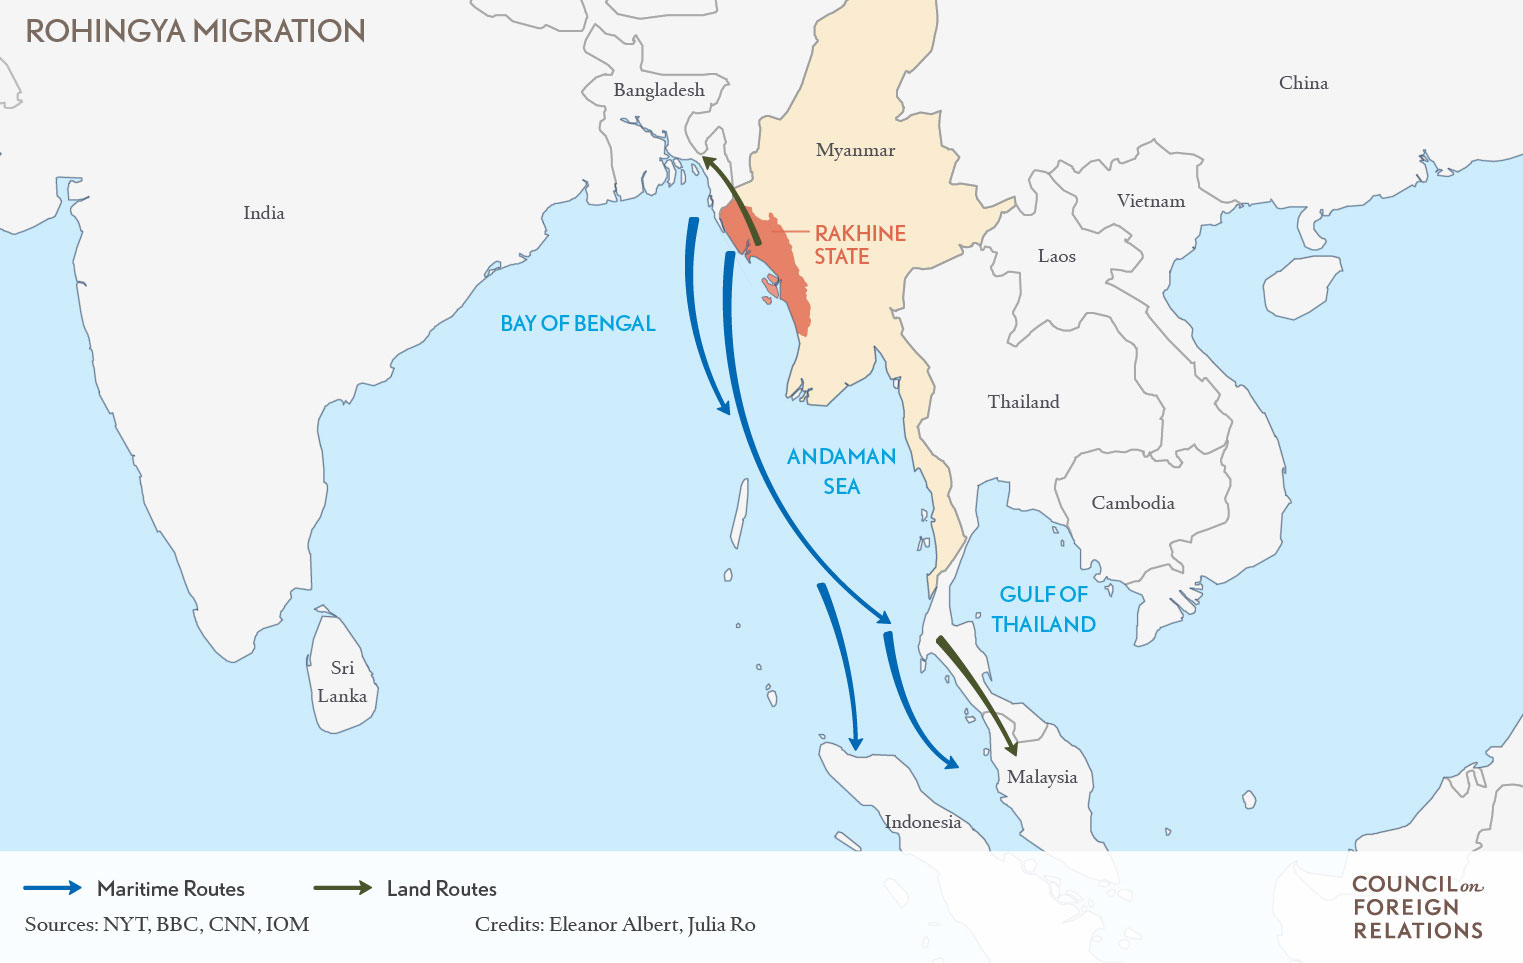 ROHINGYA MIGRATION
China
Bangladesh
Myanmar
India
Vietnam
RAKHINE
STATE
Laos
BAY OF BENGAL
Thailand
ANDAMAN
SEA
Cambodia
GULF OF
THAILAND
Sri
Lanka
Malaysia
Indonesia
Maritime Routes
Land Routes
Sources: NYT, BBC, CNN, IOM
Credits: Eleanor Albert, Julia Ro
COUNCIL on
FOREIGN
RELATIONS